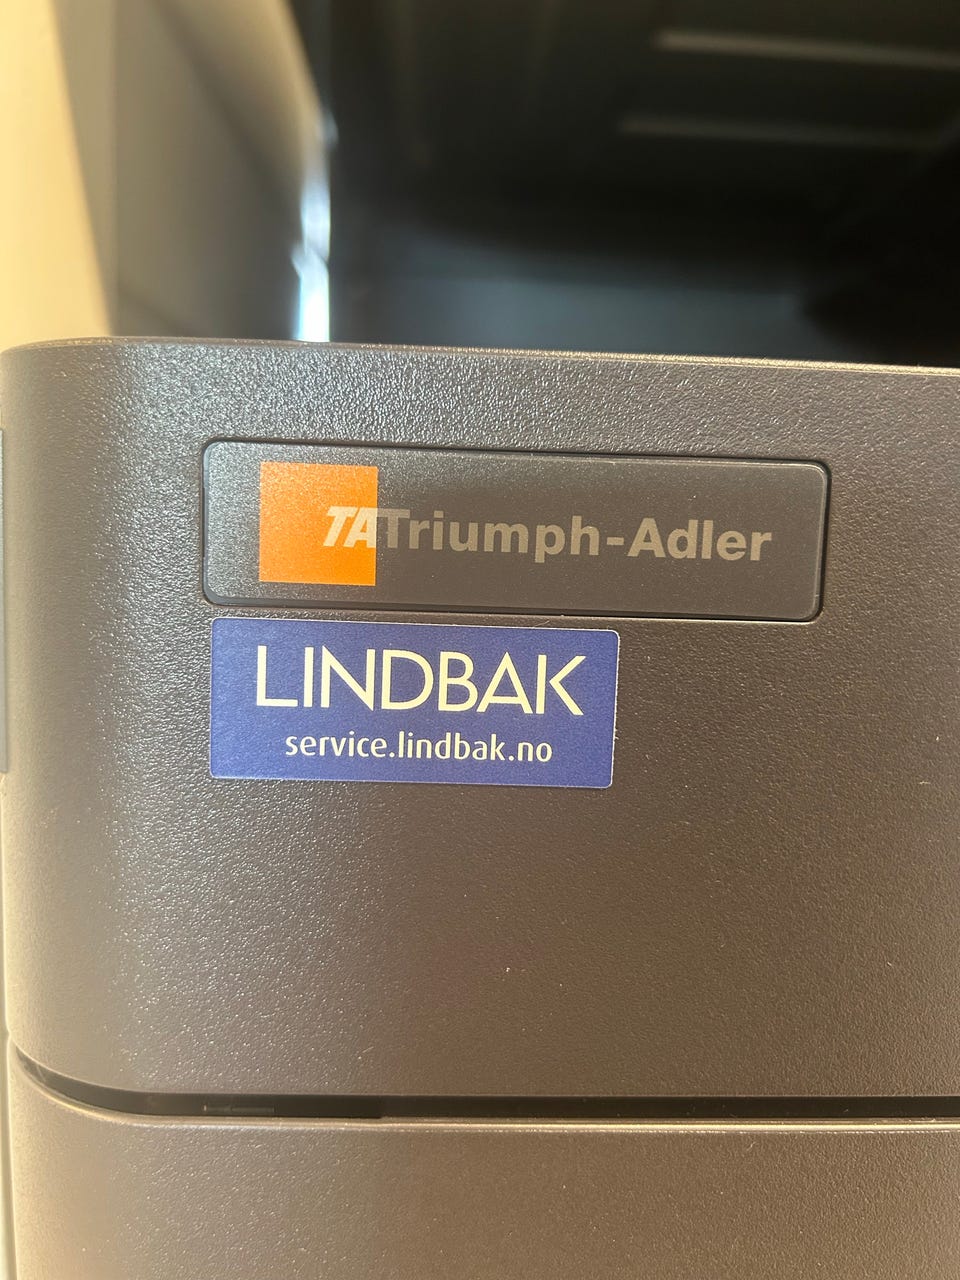 TA Triumph-Adler
LINDBAK
service.lindbak.no